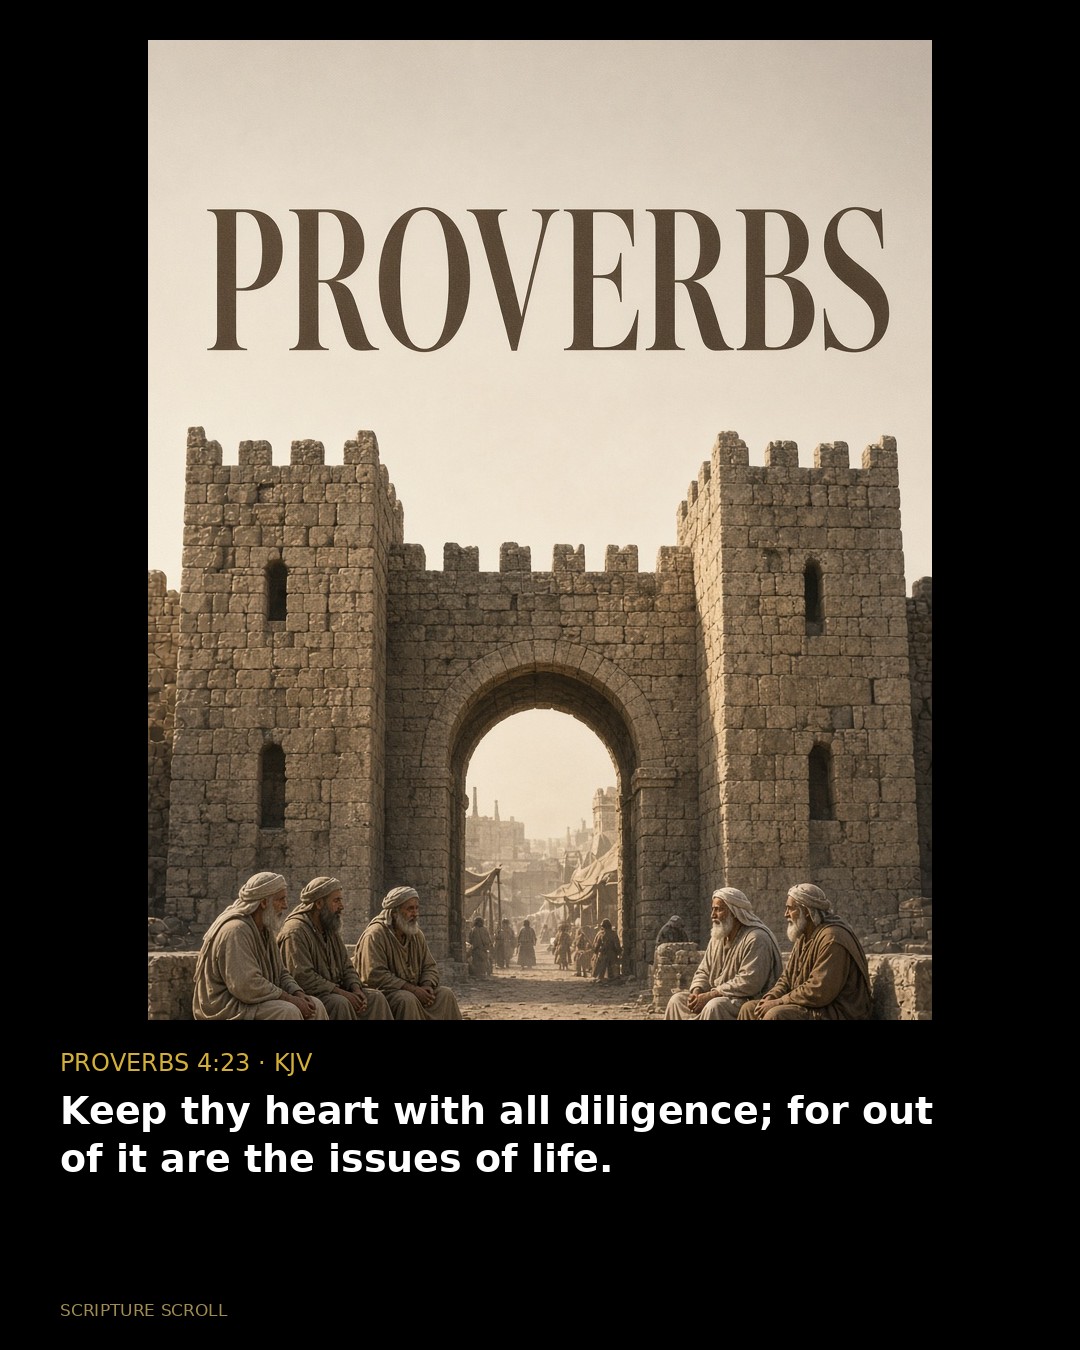 PROVERBS
PROVERBS 4:23 · KJV
Keep thy heart with all diligence; for out
of it are the issues of life.
SCRIPTURE SCROLL